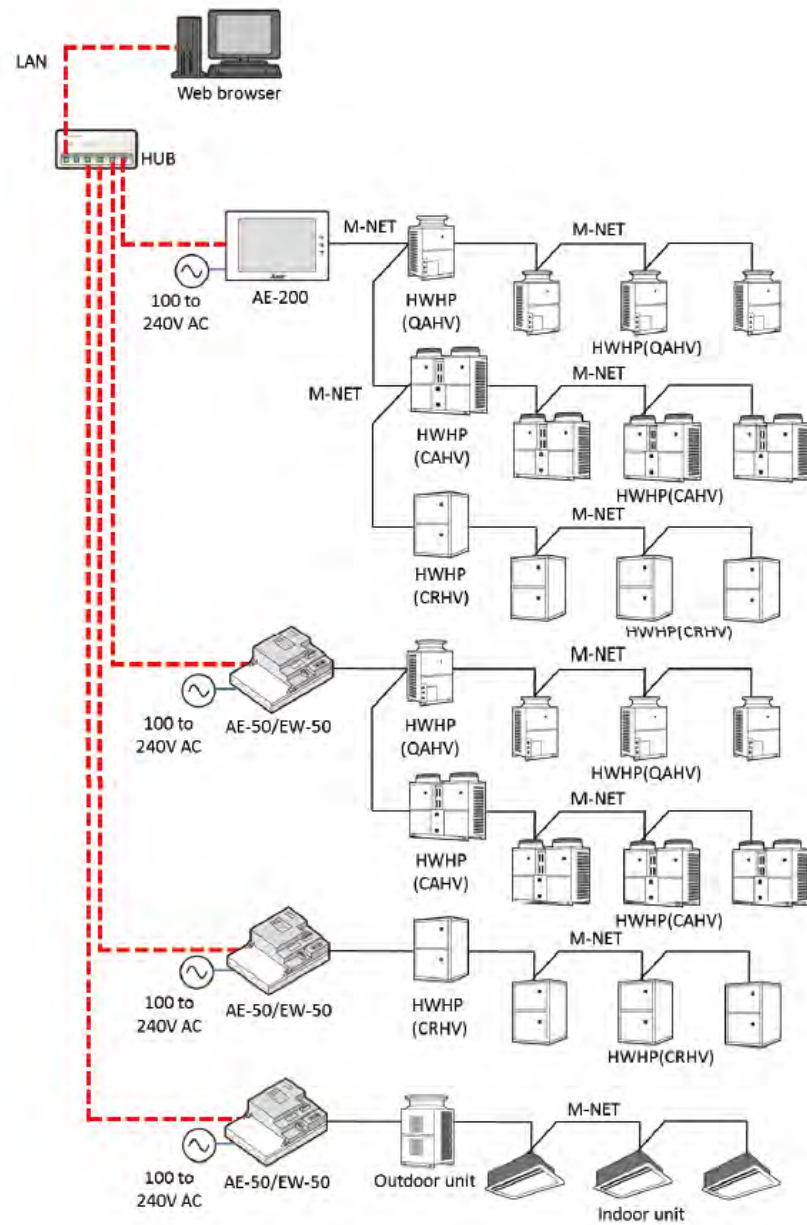 LAN
Web browser
HUB
M-NET
M-NET
100 to
240V AC
AE-200
HWHP
(QAHV)
HWHP(QAHV)
M-NET
M-NET
HWHP
(CAHV)
HWHP(CAHV)
M-NET
HWHP
(CRHV)
HWHP(CRHV)
M-NET
100 to
240V AC
AE-50/EW-50
HWHP
(QAHV)
HWHP(QAHV)
M-NET
HWHP
(CAHV)
HWHP(CAHV)
M-NET
100 to
240V AC
AE-50/EW-50
HWHP
(CRHV)
HWHP(CRHV)
M-NET
100 to
240V AC
AE-50/EW-50
Outdoor unit
Indoor unit